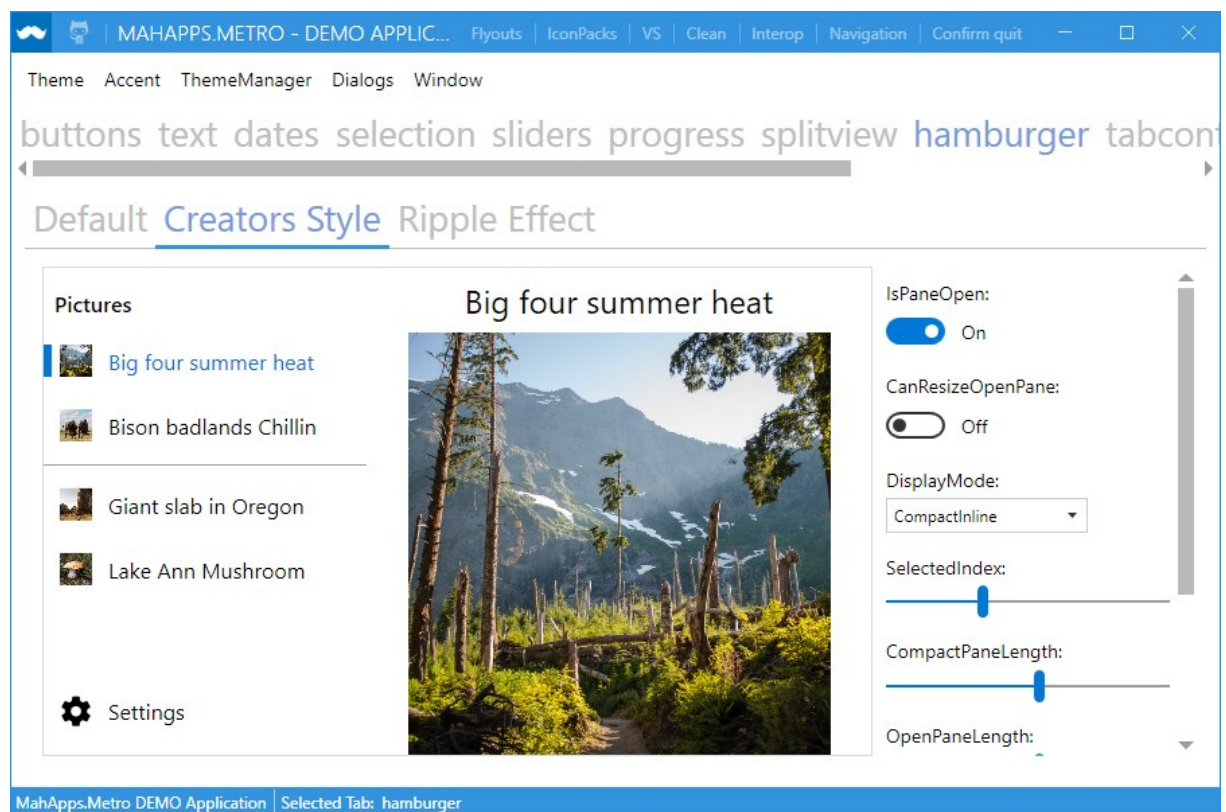 MAHAPPS.METRO - DEMO APPLIC... Flyouts IconPacks VS Clean Interop Navigation Confirm quit
Theme Accent ThemeManager Dialogs Window
buttons text dates selection sliders progress splitview hamburger tabcont
Default Creators Style Ripple Effect
Pictures
Big four summer heat
Bison badlands Chillin
Giant slab in Oregon
Lake Ann Mushroom
Settings
Big four summer heat
IsPaneOpen:
On
CanResizeOpenPane:
Off
DisplayMode:
CompactInline
SelectedIndex:
CompactPaneLength:
OpenPaneLength:
MahApps.Metro DEMO Application Selected Tab: hamburger